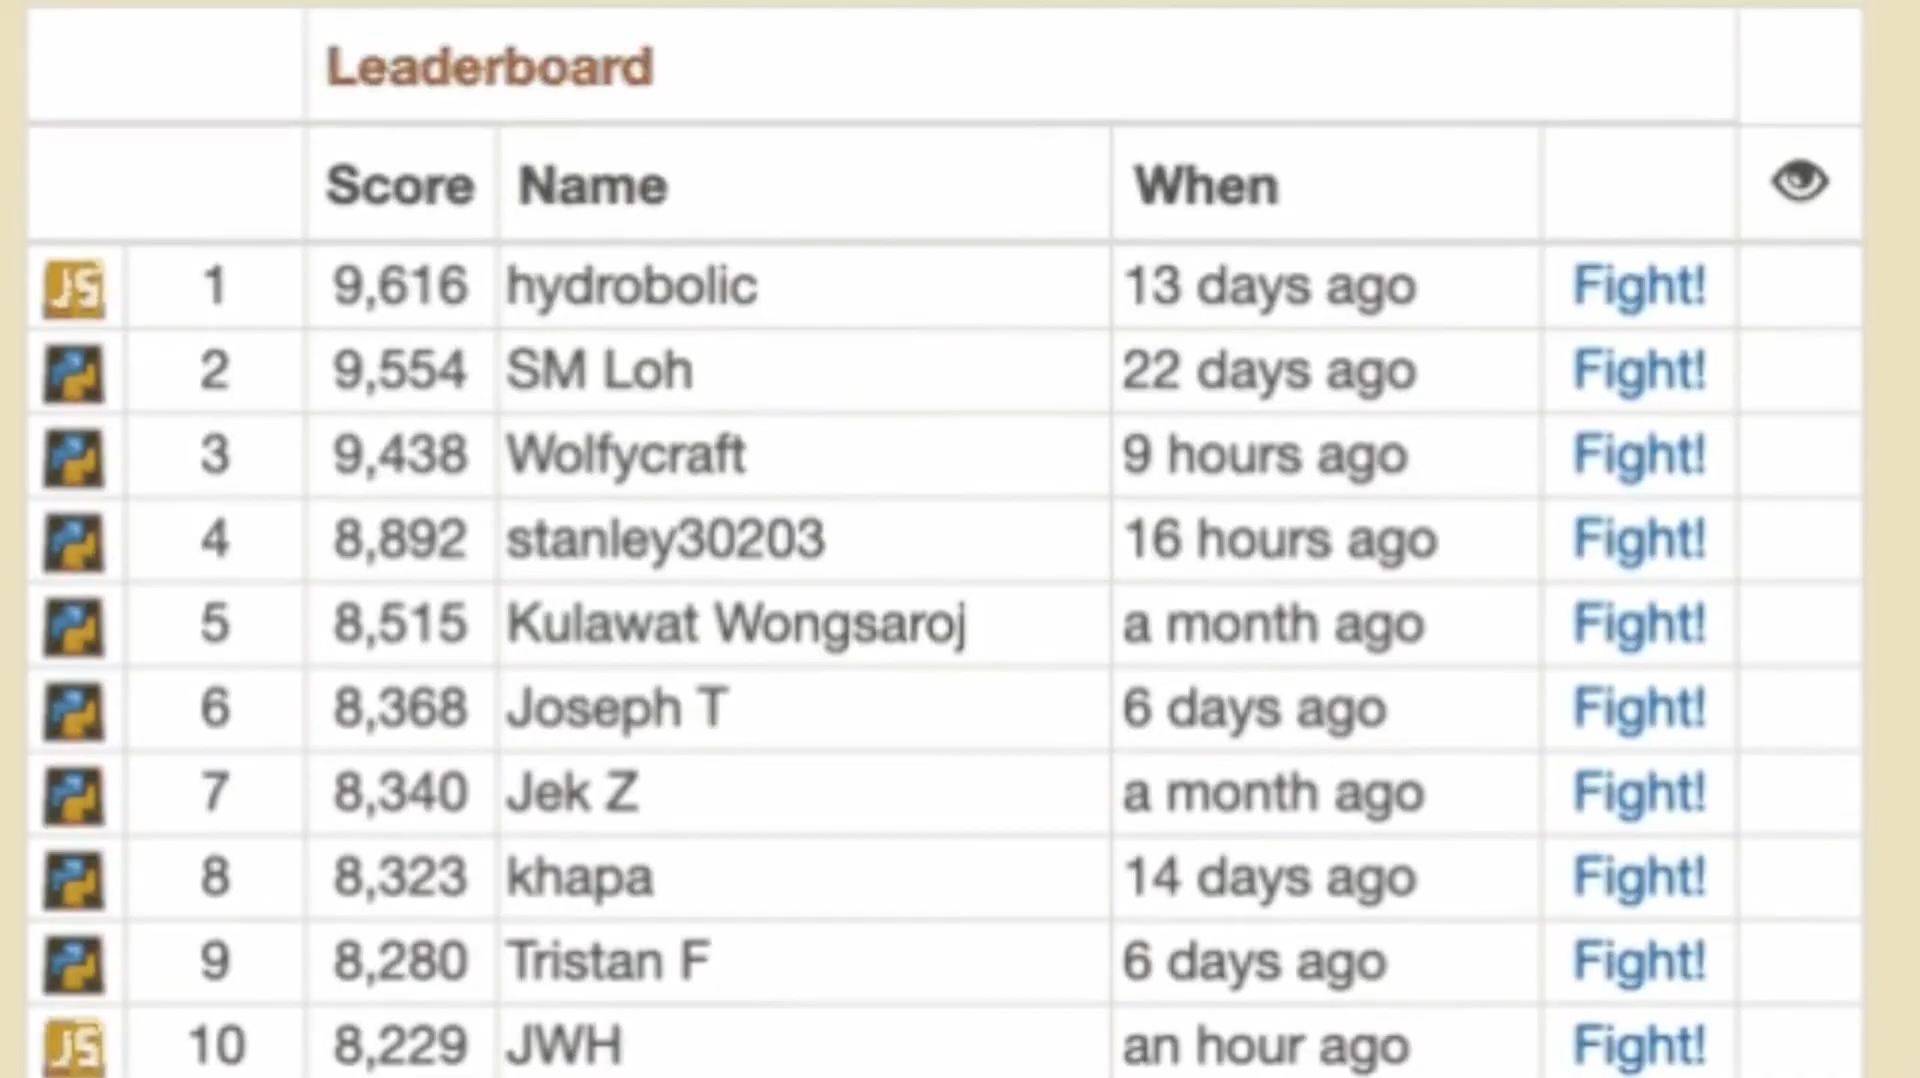 Leaderboard
Score Name When
JS 1 9,616 hydrobolic 13 days ago Fight!
2 9,554 SM Loh 22 days ago Fight!
3 9,438 Wolfycraft 9 hours ago Fight!
4 8,892 stanley30203 16 hours ago Fight!
5 8,515 Kulawat Wongsaroj a month ago Fight!
6 8,368 Joseph T 6 days ago Fight!
7 8,340 Jek Z a month ago Fight!
8 8,323 khapa 14 days ago Fight!
9 8,280 Tristan F 6 days ago Fight!
JS 10 8,229 JWH an hour ago Fight!